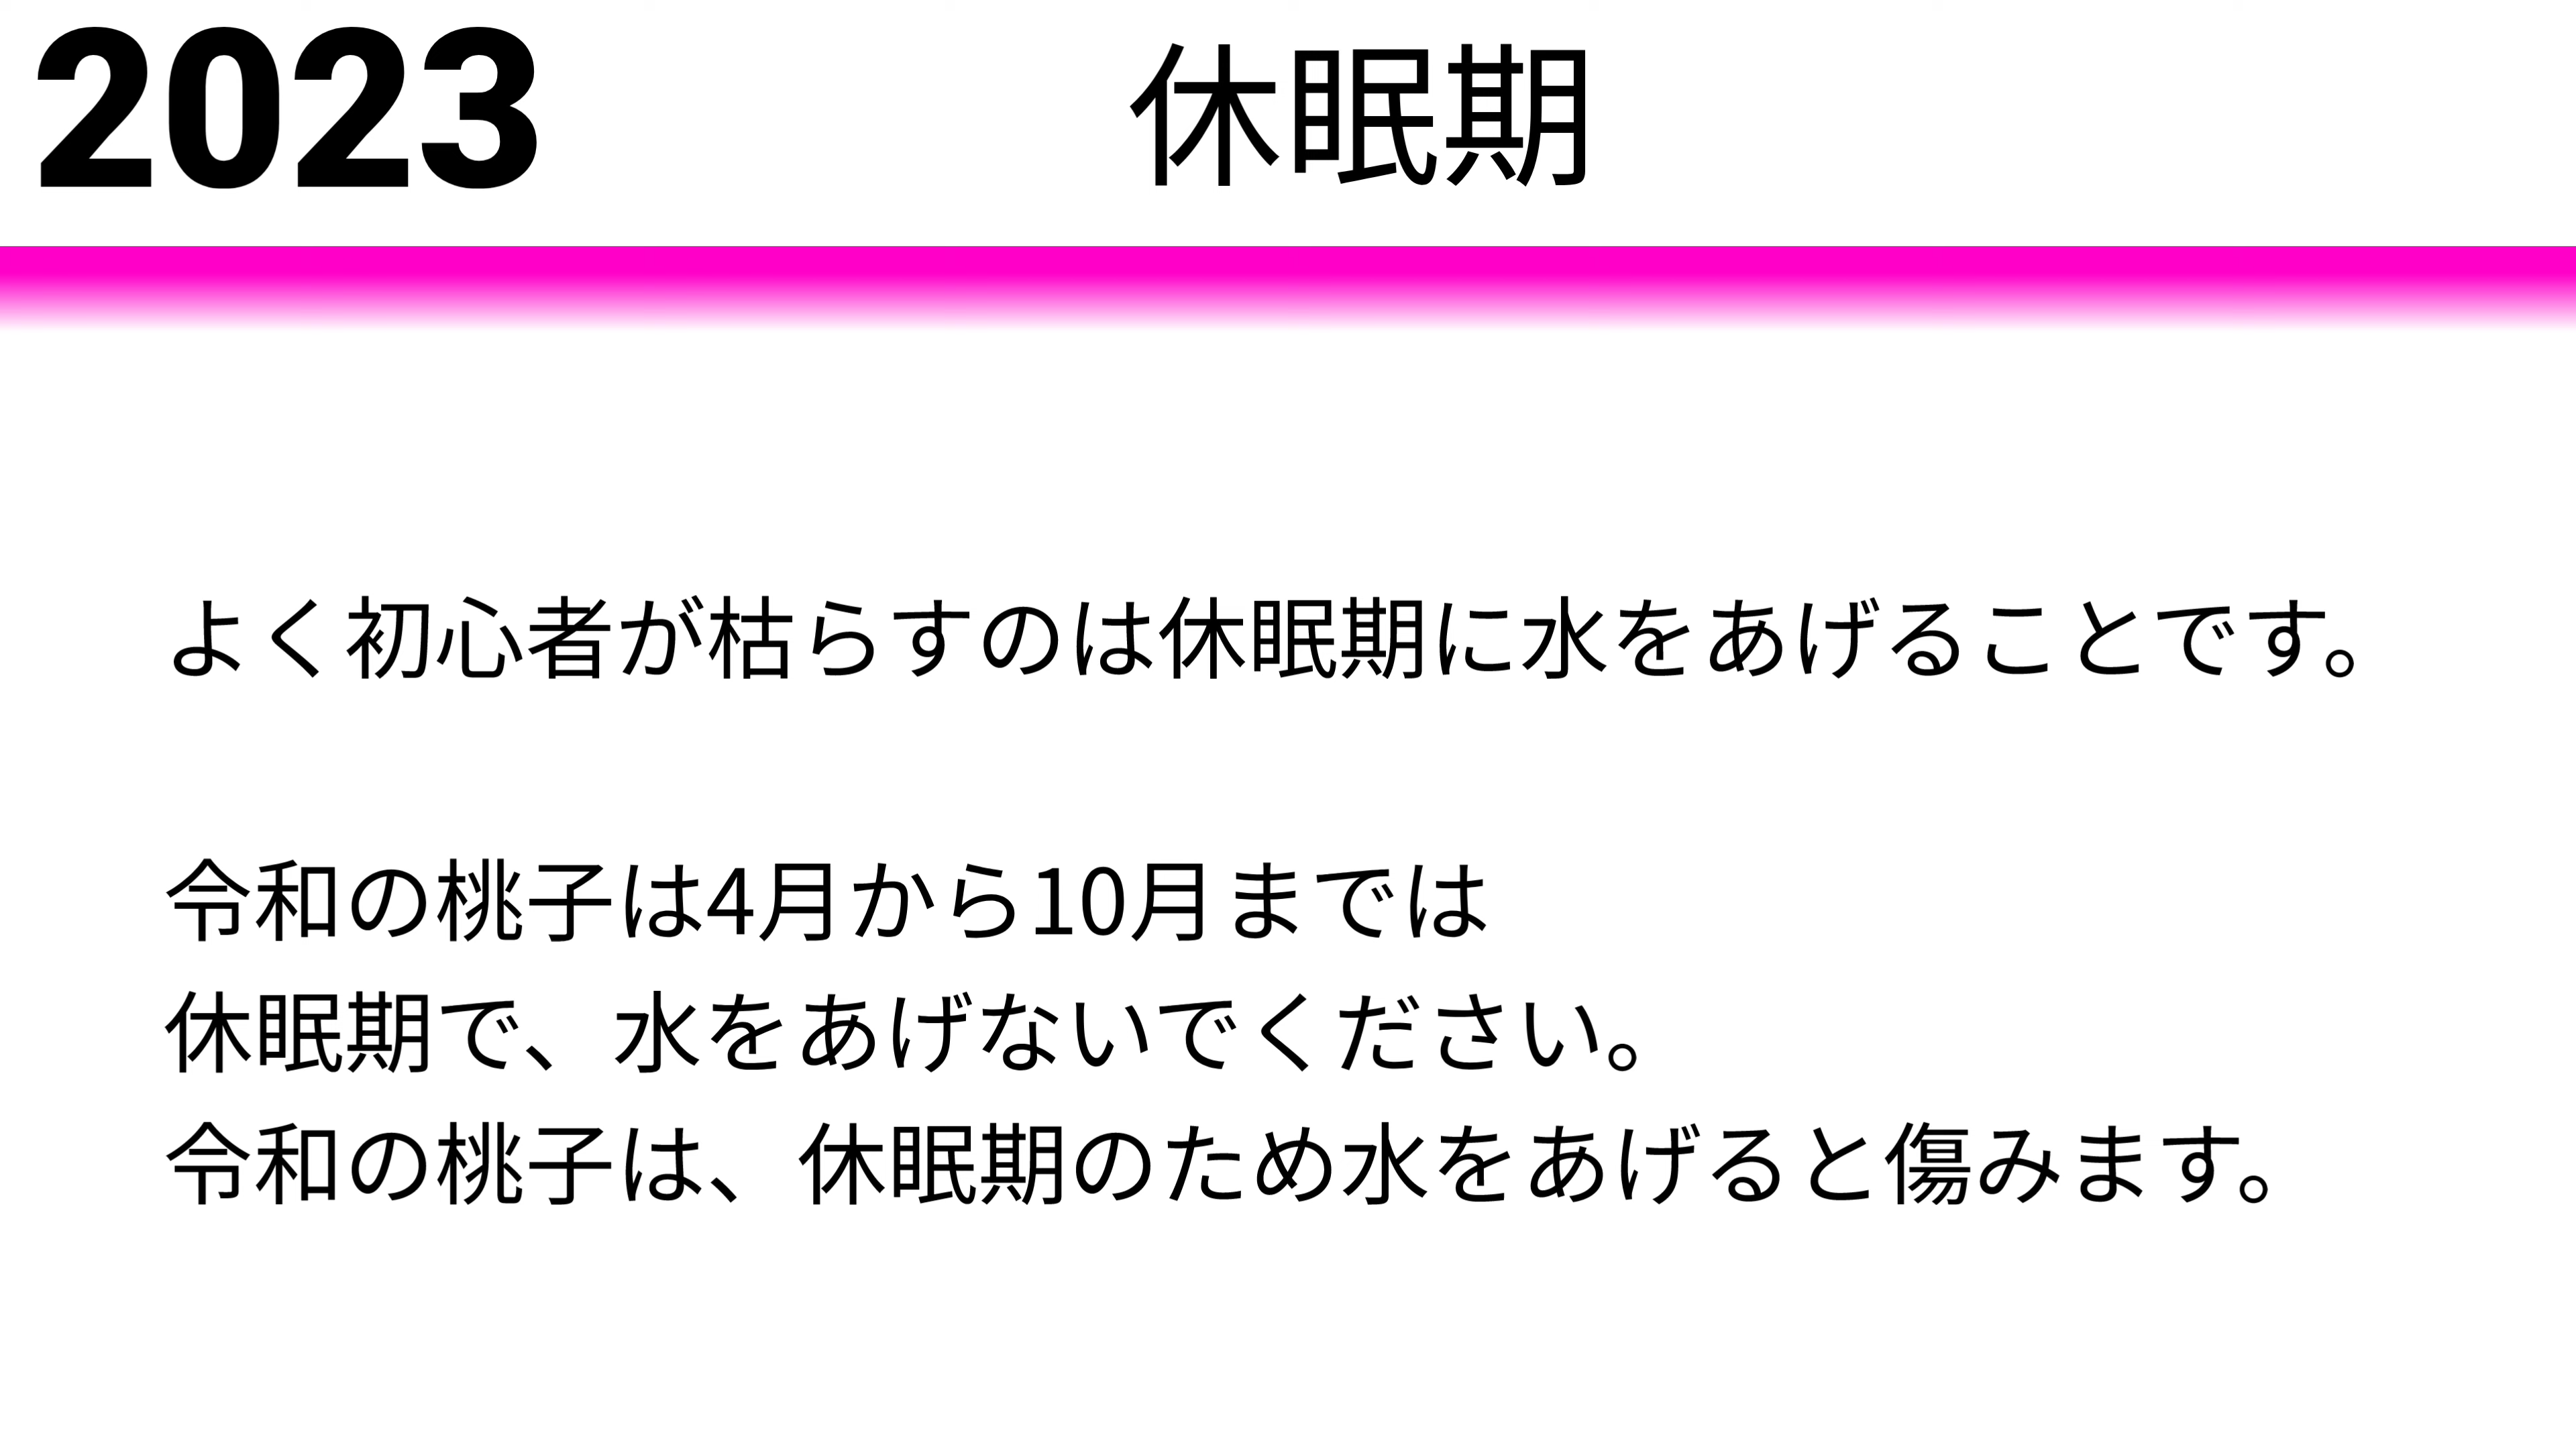 2023 休眠期
よく初心者が枯らすのは休眠期に水をあげることです。
令和の桃子は4月から10月までは
休眠期で、水をあげないでください。
令和の桃子は、休眠期のため水をあげると傷みます。